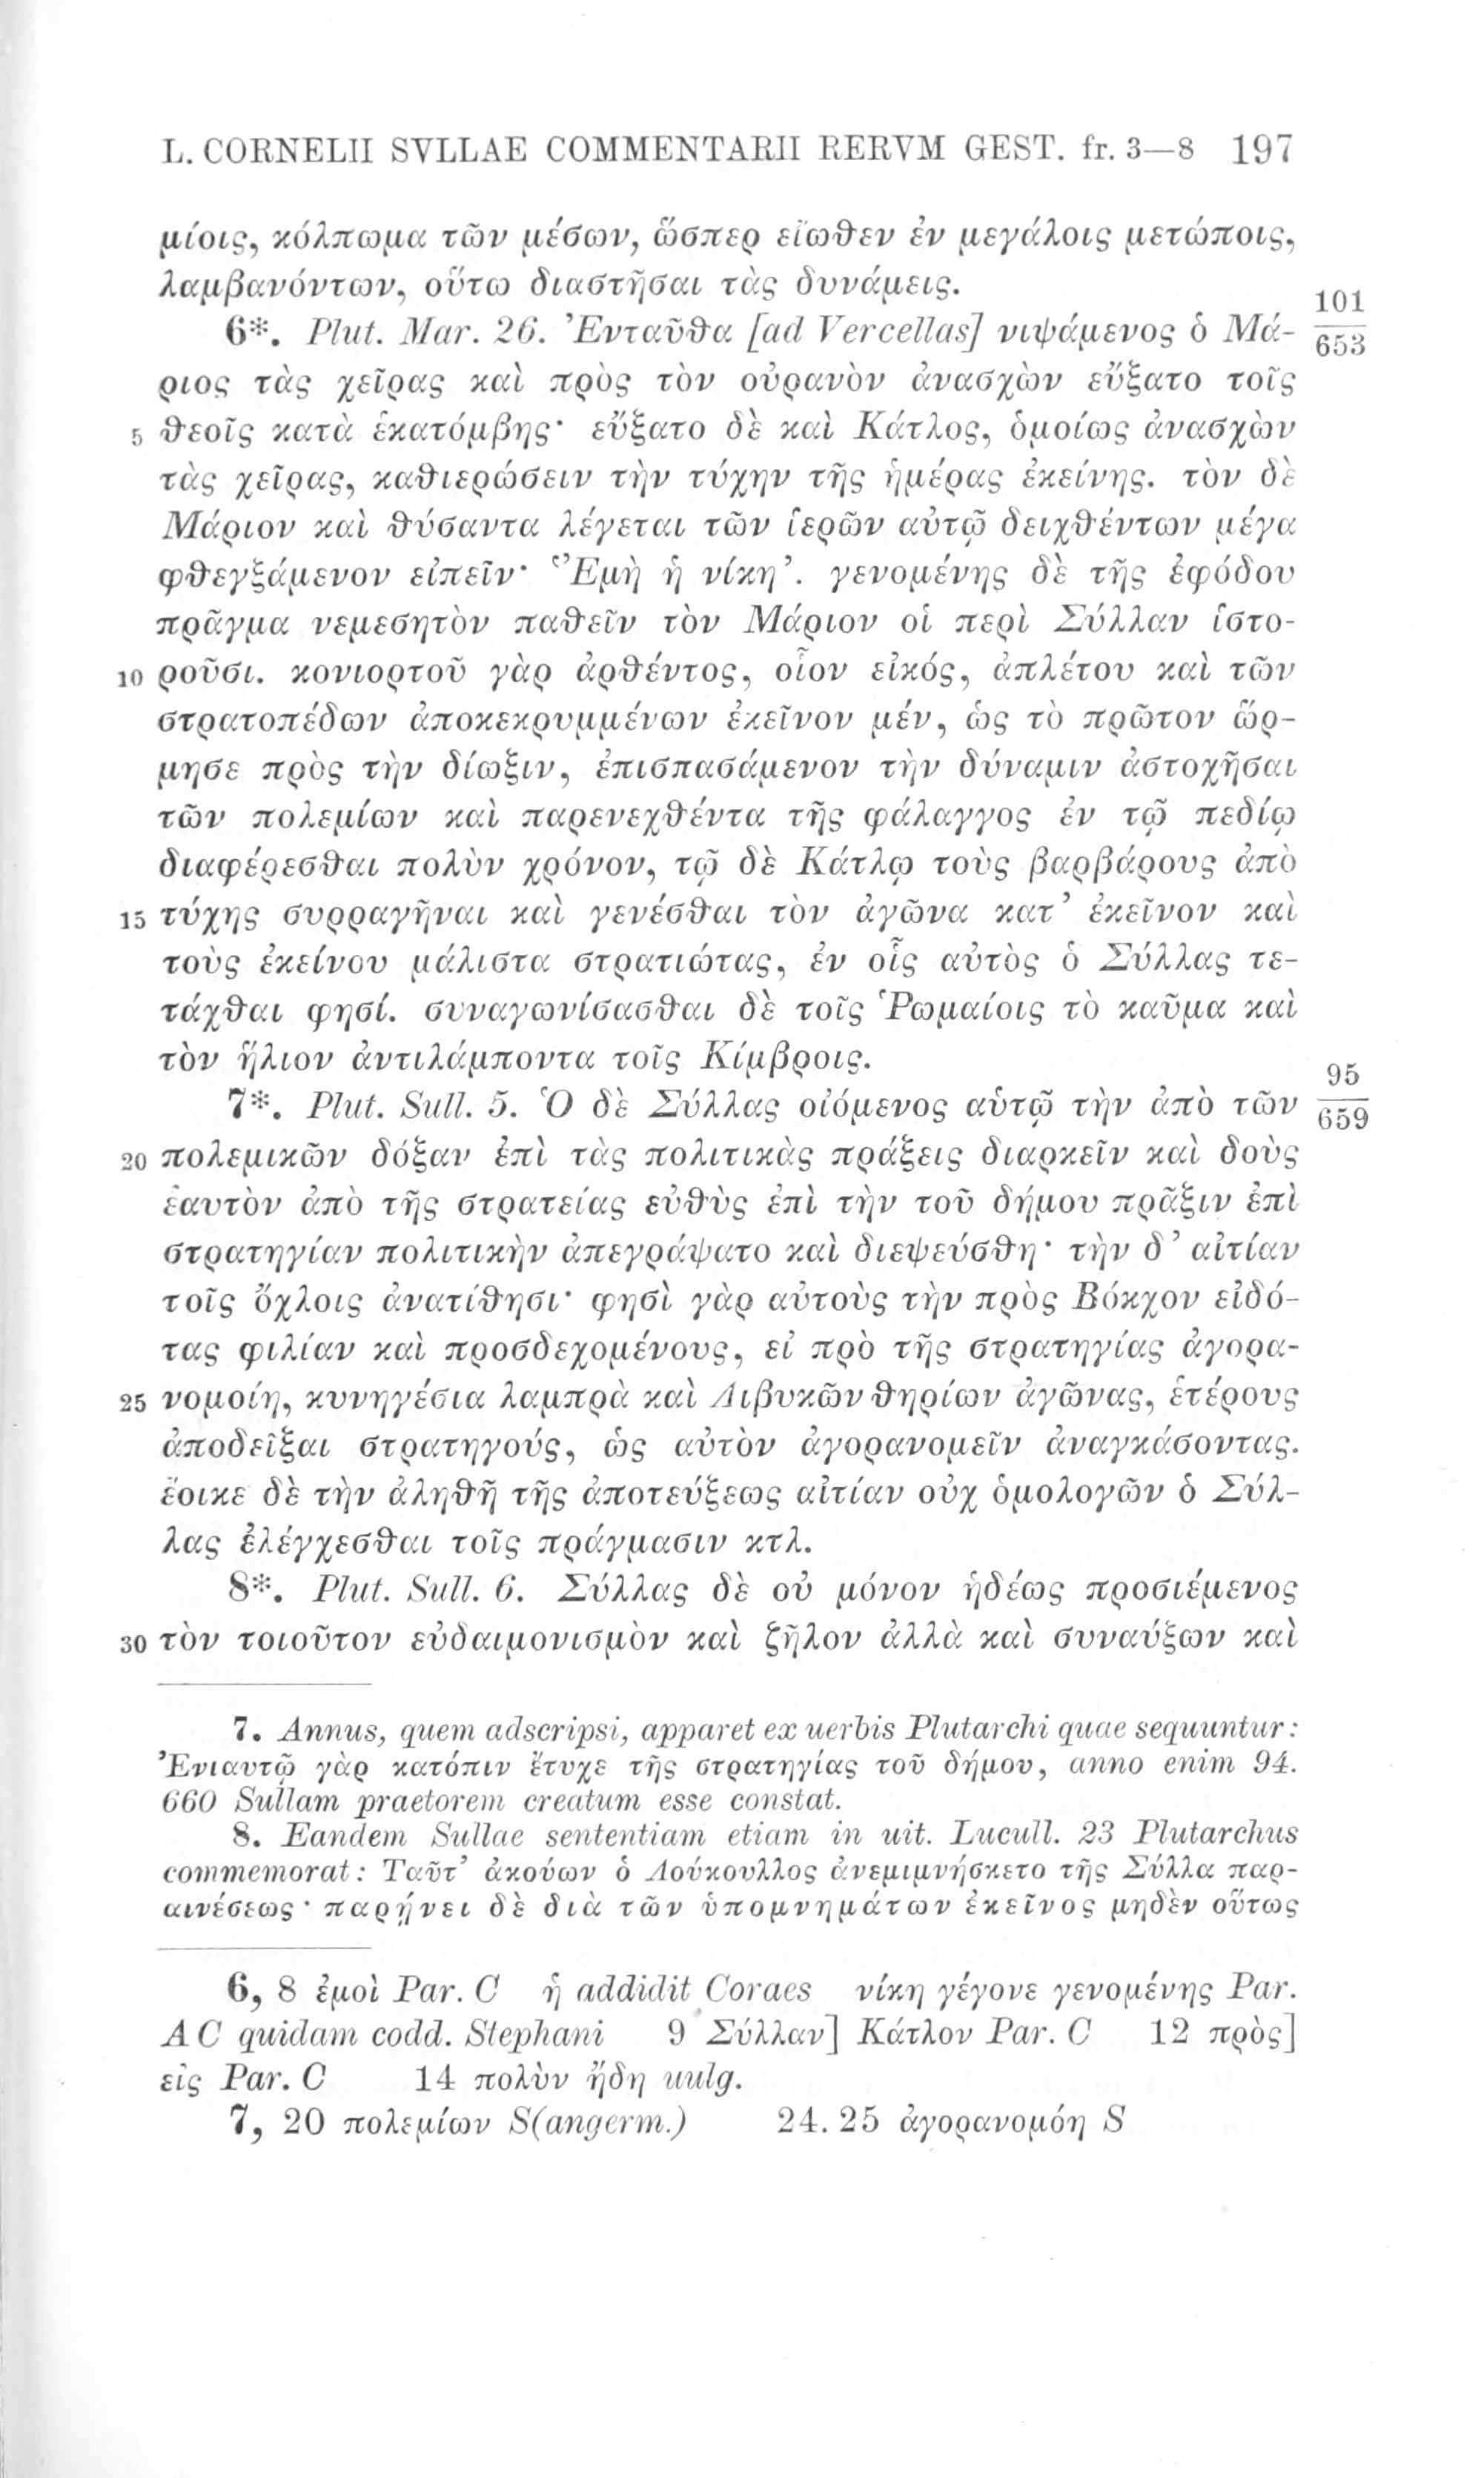 L. CORNELII SVLLAE COMMENTARII RERVM GEST. fr. 3—8 197
μίοις, κόλπωμα τῶν μέσων, ὥσπερ εἴωθεν ἐν μεγάλοις μετώποις,
λαμβανόντων, οὕτω διαστῆσαι τὰς δυνάμεις.
6*. Plut. Mar. 26. Ἐνταῦθα [ad Vercellas] νιψάμενος ὁ Μά- 101/653
ριος τὰς χεῖρας καὶ πρὸς τὸν οὐρανὸν ἀνασχὼν εὔξατο τοῖς
5 θεοῖς κατὰ ἑκατόμβης· εὔξατο δὲ καὶ Κάτλος, ὁμοίως ἀνασχὼν
τὰς χεῖρας, καθιερώσειν τὴν τύχην τῆς ἡμέρας ἐκείνης. τὸν δὲ
Μάριον καὶ θύσαντα λέγεται τῶν ἱερῶν αὐτῷ δειχθέντων μέγα
φθεγξάμενον εἰπεῖν· ‘Ἐμὴ ἡ νίκη’. γενομένης δὲ τῆς ἐφόδου
πρᾶγμα νεμεσητὸν παθεῖν τὸν Μάριον οἱ περὶ Σύλλαν ἱστο-
10 ροῦσι. κονιορτοῦ γὰρ ἀρθέντος, οἷον εἰκός, ἀπλέτου καὶ τῶν
στρατοπέδων ἀποκεκρυμμένων ἐκεῖνον μέν, ὡς τὸ πρῶτον ὥρ-
μησε πρὸς τὴν δίωξιν, ἐπισπασάμενον τὴν δύναμιν ἀστοχῆσαι
τῶν πολεμίων καὶ παρενεχθέντα τῆς φάλαγγος ἐν τῷ πεδίῳ
διαφέρεσθαι πολὺν χρόνον, τῷ δὲ Κάτλῳ τοὺς βαρβάρους ἀπὸ
15 τύχης συρραγῆναι καὶ γενέσθαι τὸν ἀγῶνα κατ’ ἐκεῖνον καὶ
τοὺς ἐκείνου μάλιστα στρατιώτας, ἐν οἷς αὐτὸς ὁ Σύλλας τε-
τάχθαι φησί. συναγωνίσασθαι δὲ τοῖς Ῥωμαίοις τὸ καῦμα καὶ
τὸν ἥλιον ἀντιλάμποντα τοῖς Κίμβροις.
7*. Plut. Sull. 5. Ὁ δὲ Σύλλας οἰόμενος αὑτῷ τὴν ἀπὸ τῶν 95/659
20 πολεμικῶν δόξαν ἐπὶ τὰς πολιτικὰς πράξεις διαρκεῖν καὶ δοὺς
ἑαυτὸν ἀπὸ τῆς στρατείας εὐθὺς ἐπὶ τὴν τοῦ δήμου πρᾶξιν ἐπὶ
στρατηγίαν πολιτικὴν ἀπεγράψατο καὶ διεψεύσθη· τὴν δ’ αἰτίαν
τοῖς ὄχλοις ἀνατίθησι· φησὶ γὰρ αὐτοὺς τὴν πρὸς Βόκχον εἰδό-
τας φιλίαν καὶ προσδεχομένους, εἰ πρὸ τῆς στρατηγίας ἀγορα-
25 νομοίη, κυνηγέσια λαμπρὰ καὶ Λιβυκῶν θηρίων ἀγῶνας, ἑτέρους
ἀποδεῖξαι στρατηγούς, ὡς αὐτὸν ἀγορανομεῖν ἀναγκάσοντας.
ἔοικε δὲ τὴν ἀληθῆ τῆς ἀποτεύξεως αἰτίαν οὐχ ὁμολογῶν ὁ Σύλ-
λας ἐλέγχεσθαι τοῖς πράγμασιν κτλ.
8*. Plut. Sull. 6. Σύλλας δὲ οὐ μόνον ἡδέως προσιέμενος
30 τὸν τοιοῦτον εὐδαιμονισμὸν καὶ ζῆλον ἀλλὰ καὶ συναύξων καὶ
7. Annus, quem adscripsi, apparet ex uerbis Plutarchi quae sequuntur:
Ἐνιαυτῷ γὰρ κατόπιν ἔτυχε τῆς στρατηγίας τοῦ δήμου, anno enim 94.
660 Sullam praetorem creatum esse constat.
8. Eandem Sullae sententiam etiam in uit. Lucull. 23 Plutarchus
commemorat: Ταῦτ’ ἀκούων ὁ Λούκουλλος ἀνεμιμνήσκετο τῆς Σύλλα παρ-
αινέσεως· παρῄνει δὲ διὰ τῶν ὑπομνημάτων ἐκεῖνος μηδὲν οὕτως
6, 8 ἐμοὶ Par. C ἡ addidit Coraes νίκη γέγονε γενομένης Par.
A C quidam codd. Stephani 9 Σύλλαν] Κάτλον Par. C 12 πρὸς]
εἰς Par. C 14 πολὺν ἤδη uulg.
7, 20 πολεμίων S(angerm.) 24. 25 ἀγορανομόη S